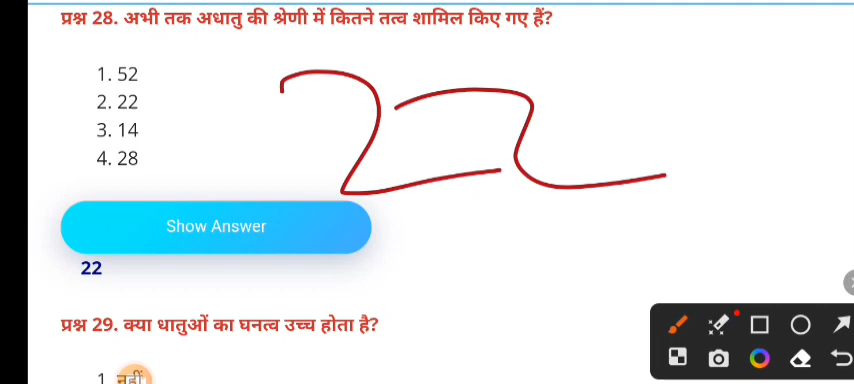 प्रश्न 28. अभी तक अधातु की श्रेणी में कितने तत्व शामिल किए गए हैं?
1. 52
2. 22
3. 14
4. 28
22
Show Answer
22
प्रश्न 29. क्या धातुओं का घनत्व उच्च होता है?
1. नहीं